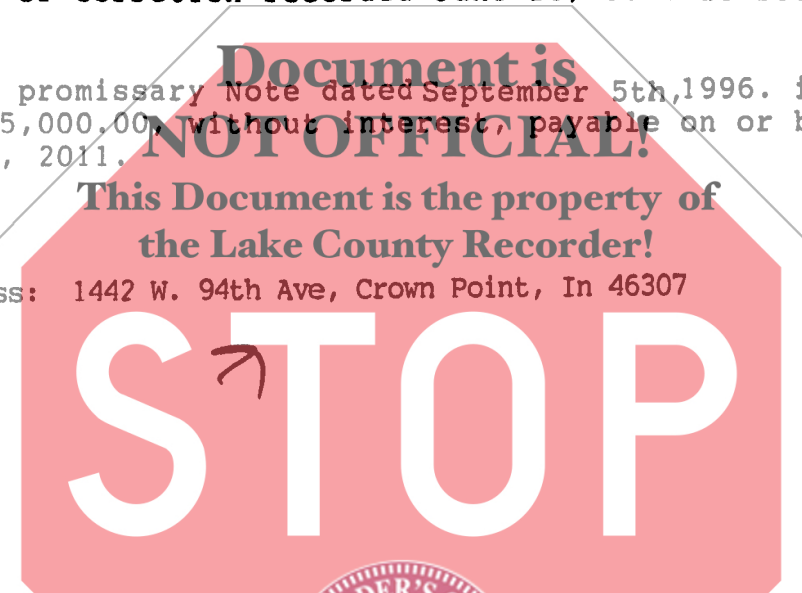 Document is
promissary Note dated September 5th,1996.
5,000.00, without interest, payable on or
, 2011.
NOT OFFICIAL!
This Document is the property of
the Lake County Recorder!
ss: 1442 W. 94th Ave, Crown Point, In 46307
STOP
DER'S